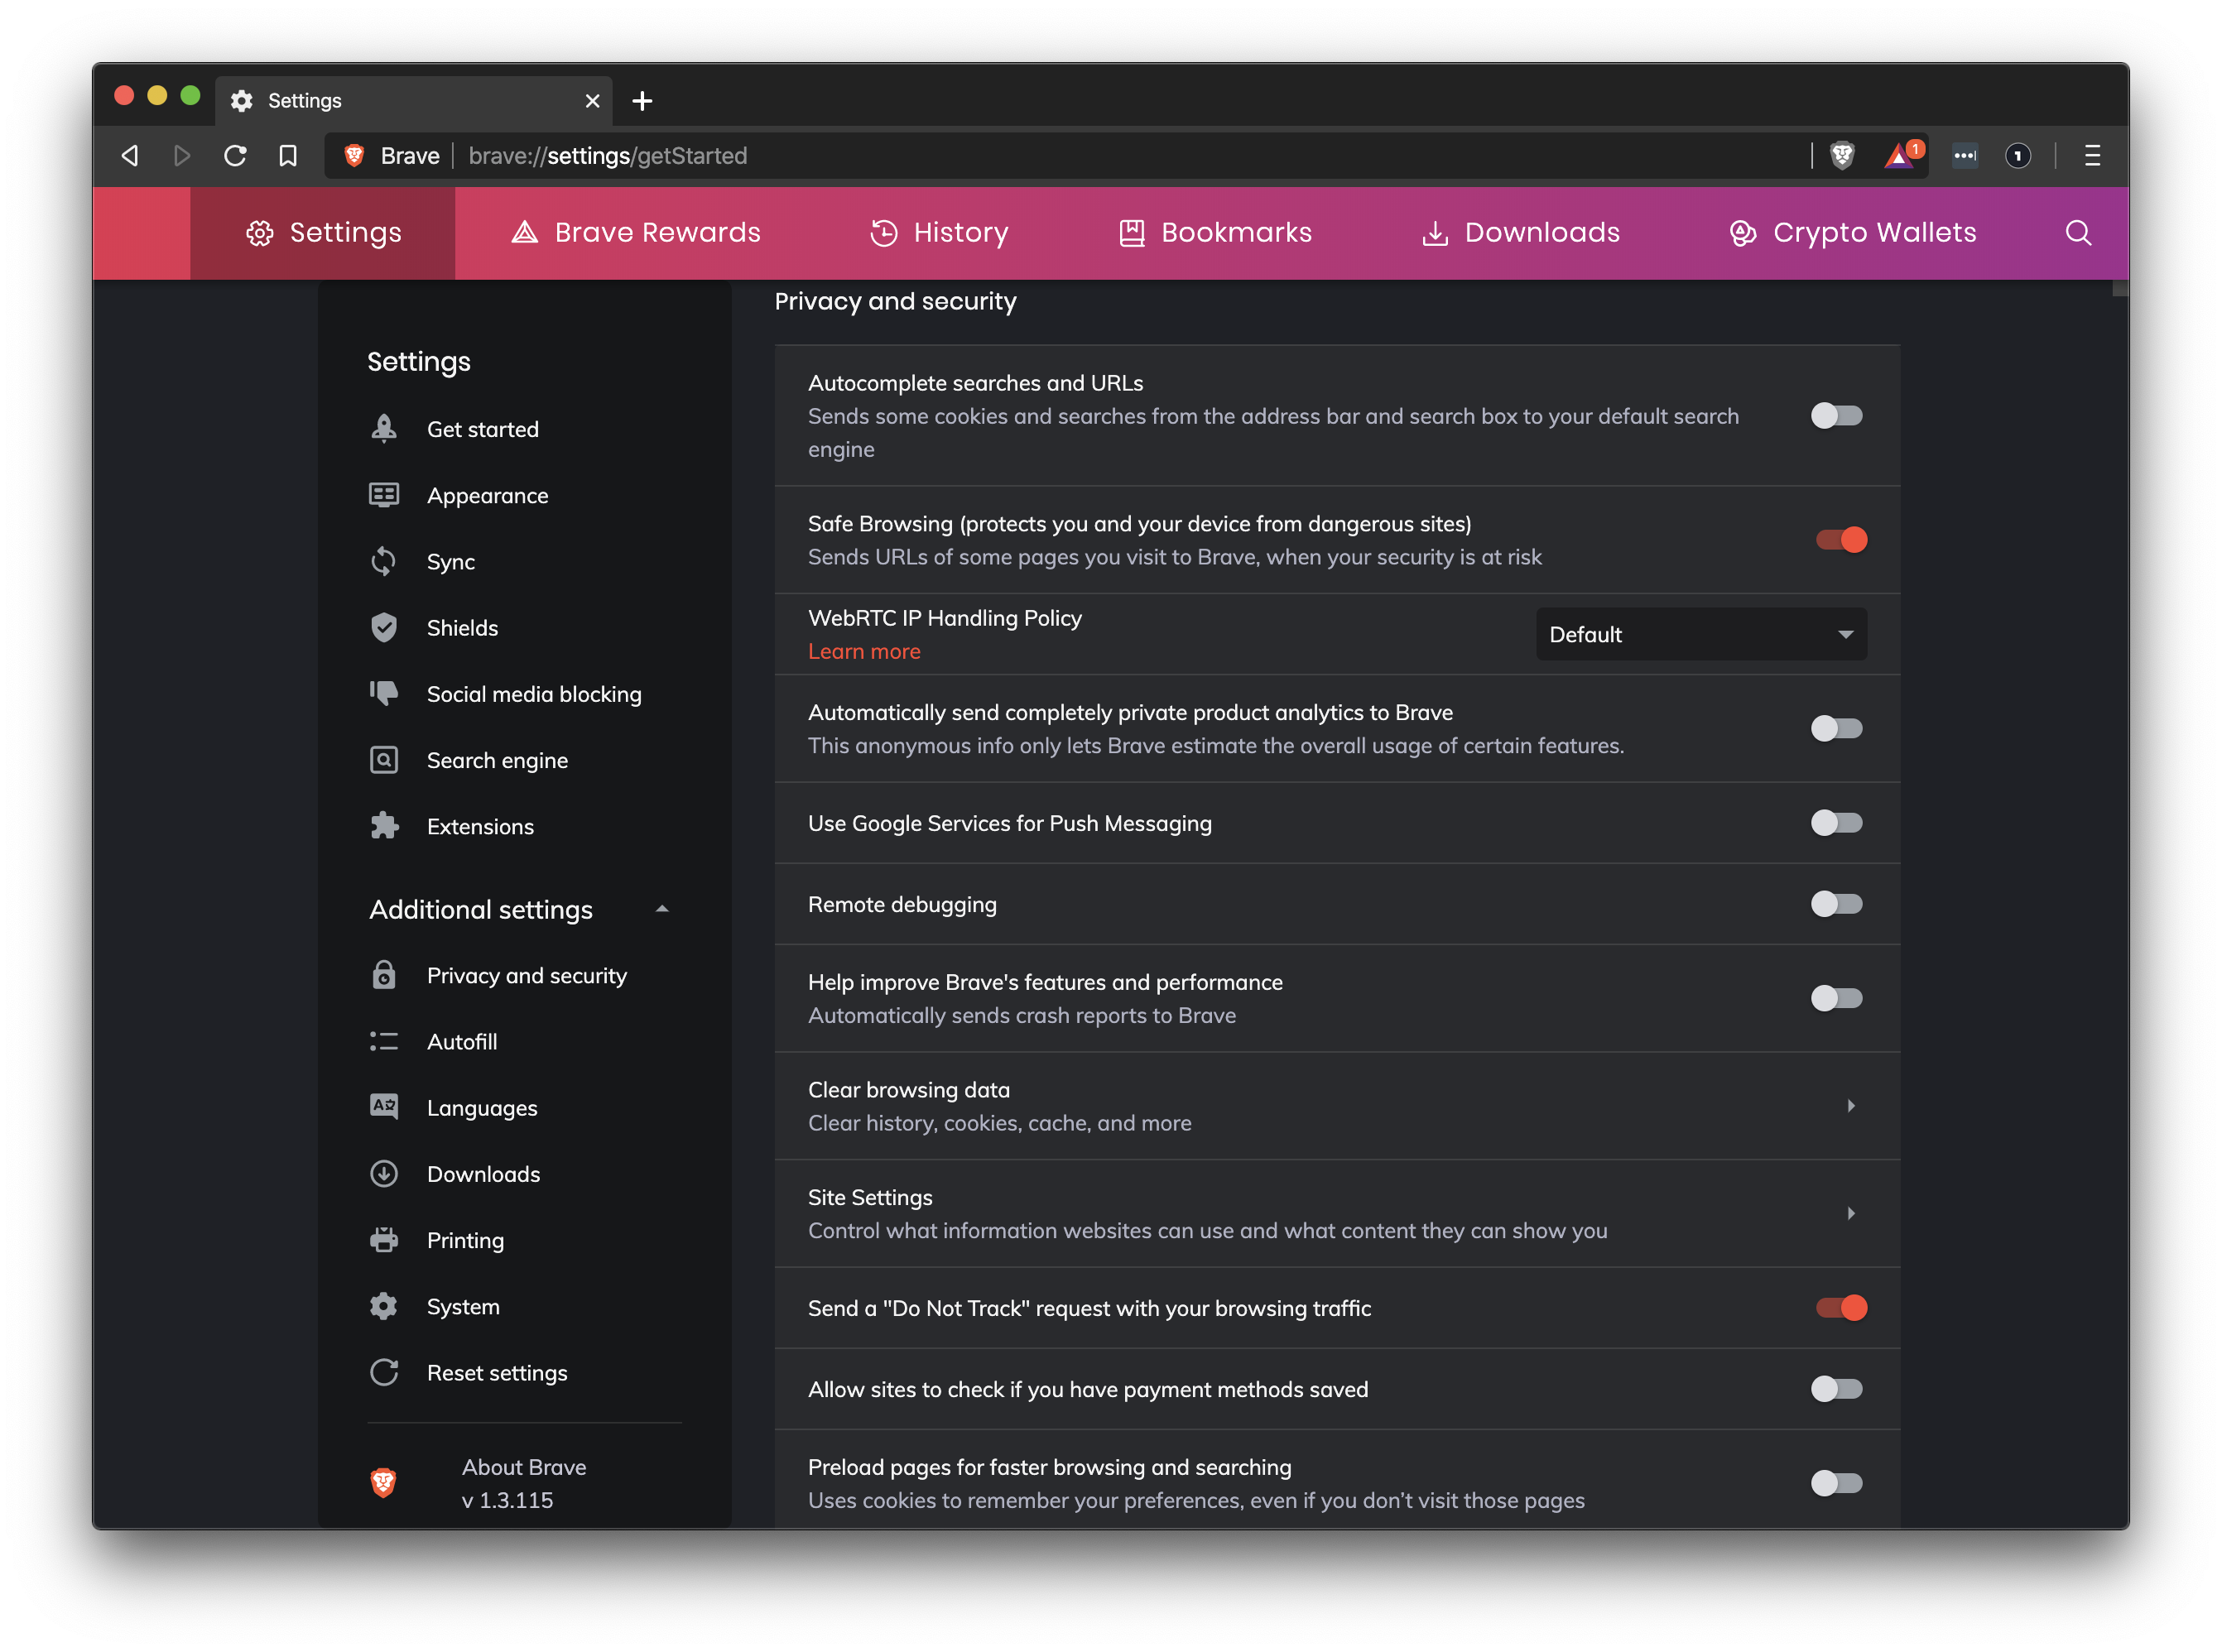 Settings
Brave brave://settings/getStarted
1
1
Settings Brave Rewards History Bookmarks Downloads Crypto Wallets
Settings
Get started
Appearance
Sync
Shields
Social media blocking
Search engine
Extensions
Additional settings
Privacy and security
Autofill
Languages
Downloads
Printing
System
Reset settings
About Brave
v 1.3.115
Privacy and security
Autocomplete searches and URLs
Sends some cookies and searches from the address bar and search box to your default search
engine
Safe Browsing (protects you and your device from dangerous sites)
Sends URLs of some pages you visit to Brave, when your security is at risk
WebRTC IP Handling Policy
Learn more
Default
Automatically send completely private product analytics to Brave
This anonymous info only lets Brave estimate the overall usage of certain features.
Use Google Services for Push Messaging
Remote debugging
Help improve Brave's features and performance
Automatically sends crash reports to Brave
Clear browsing data
Clear history, cookies, cache, and more
Site Settings
Control what information websites can use and what content they can show you
Send a "Do Not Track" request with your browsing traffic
Allow sites to check if you have payment methods saved
Preload pages for faster browsing and searching
Uses cookies to remember your preferences, even if you don’t visit those pages